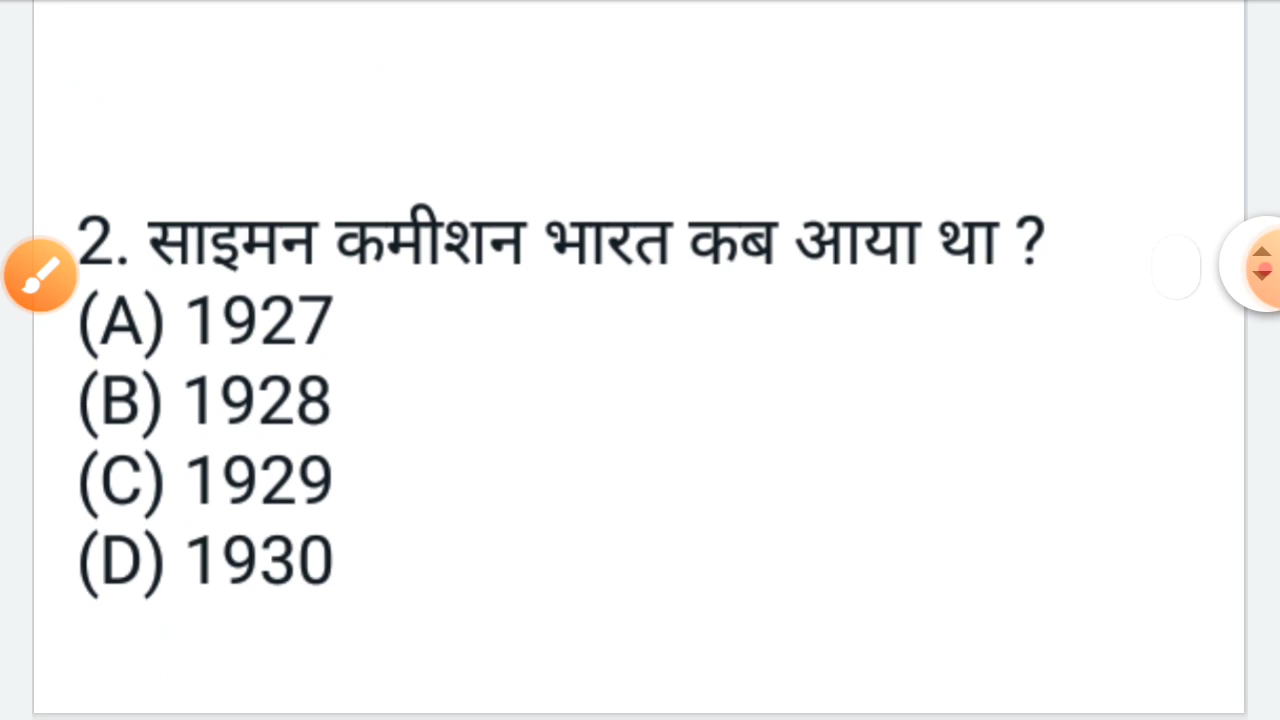 2. साइमन कमीशन भारत कब आया था ?
(A) 1927
(B) 1928
(C) 1929
(D) 1930